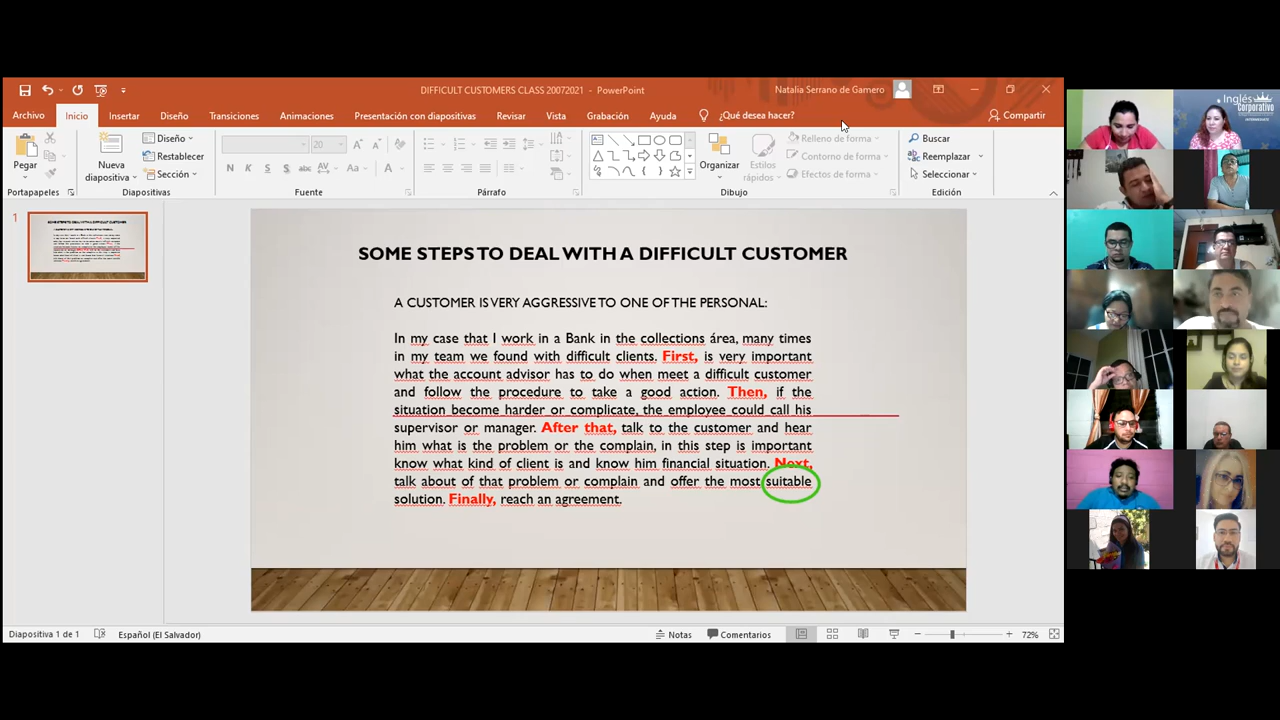 DIFFICULT CUSTOMERS CLASS 20072021 - PowerPoint
Natalia Serrano de Gamero
Archivo Inicio Insertar Diseño Transiciones Animaciones Presentación con diapositivas Revisar Vista Grabación Ayuda ¿Qué desea hacer? Compartir
Pegar
Nueva diapositiva
Diseño
Restablecer
Sección
20
N K S S abc AV Aa A
Organizar
Estilos rápidos
Relleno de forma
Contorno de forma
Efectos de forma
Buscar
Reemplazar
Seleccionar
Portapapeles Diapositivas Fuente Párrafo Dibujo Edición
1
SOME STEPS TO DEAL WITH A DIFFICULT CUSTOMER
A CUSTOMER IS VERY AGGRESSIVE TO ONE OF THE PERSONAL:
In my case that I work in a Bank in the collections área, many times
in my team we found with difficult clients. First, is very important
what the account advisor has to do when meet a difficult customer
and follow the procedure to take a good action. Then, if the
situation become harder or complicate, the employee could call his
supervisor or manager. After that, talk to the customer and hear
him what is the problem or the complain, in this step is important
know what kind of client is and know him financial situation. Next,
talk about of that problem or complain and offer the most suitable
solution. Finally, reach an agreement.
Inglés
Corporativo
INTERMEDIATE
Diapositiva 1 de 1 Español (El Salvador) Notas Comentarios 72%